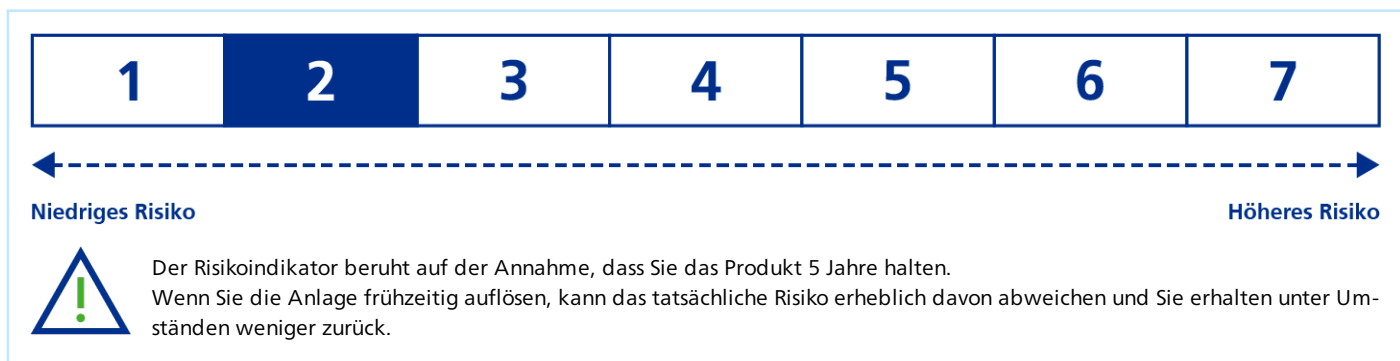 1 2 3 4 5 6 7
Niedriges Risiko Höheres Risiko
Der Risikoindikator beruht auf der Annahme, dass Sie das Produkt 5 Jahre halten.
Wenn Sie die Anlage frühzeitig auflösen, kann das tatsächliche Risiko erheblich davon abweichen und Sie erhalten unter Um-
ständen weniger zurück.